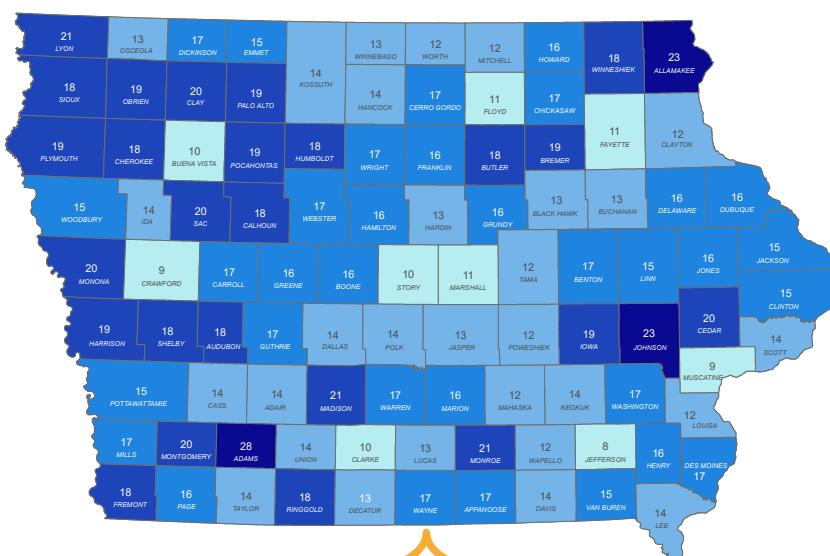 21
LYON
13
OSCEOLA
17
DICKINSON
15
EMMET
14
KOSSUTH
13
WINNEBAGO
12
WORTH
12
MITCHELL
16
HOWARD
18
WINNESHIEK
23
ALLAMAKEE
18
SIOUX
19
OBRIEN
20
CLAY
19
PALO ALTO
14
HANCOCK
17
CERRO GORDO
11
FLOYD
17
CHICKASAW
11
FAYETTE
12
CLAYTON
19
PLYMOUTH
18
CHEROKEE
10
BUENA VISTA
19
POCAHONTAS
18
HUMBOLDT
17
WRIGHT
16
FRANKLIN
18
BUTLER
19
BREMER
15
WOODBURY
14
IDA
20
SAC
18
CALHOUN
17
WEBSTER
16
HAMILTON
13
HARDIN
16
GRUNDY
13
BLACK HAWK
13
BUCHANAN
16
DELAWARE
16
DUBUQUE
20
MONONA
9
CRAWFORD
17
CARROLL
16
GREENE
16
BOONE
10
STORY
11
MARSHALL
12
TAMA
17
BENTON
15
LINN
16
JONES
15
JACKSON
15
CLINTON
19
HARRISON
18
SHELBY
18
AUDUBON
17
GUTHRIE
14
DALLAS
14
POLK
13
JASPER
12
POWESHIEK
19
IOWA
23
JOHNSON
20
CEDAR
14
SCOTT
9
MUSCATINE
15
POTTAWATTAMIE
14
CASS
14
ADAIR
21
MADISON
17
WARREN
16
MARION
12
MAHASKA
14
KEOKUK
17
WASHINGTON
12
LOUISA
17
MILLS
20
MONTGOMERY
28
ADAMS
14
UNION
10
CLARKE
13
LUCAS
21
MONROE
12
WAPELLO
8
JEFFERSON
16
HENRY
DES MOINES
17
18
FREMONT
16
PAGE
14
TAYLOR
18
RINGGOLD
13
DECATUR
17
WAYNE
17
APPANOOSE
14
DAVIS
15
VAN BUREN
14
LEE